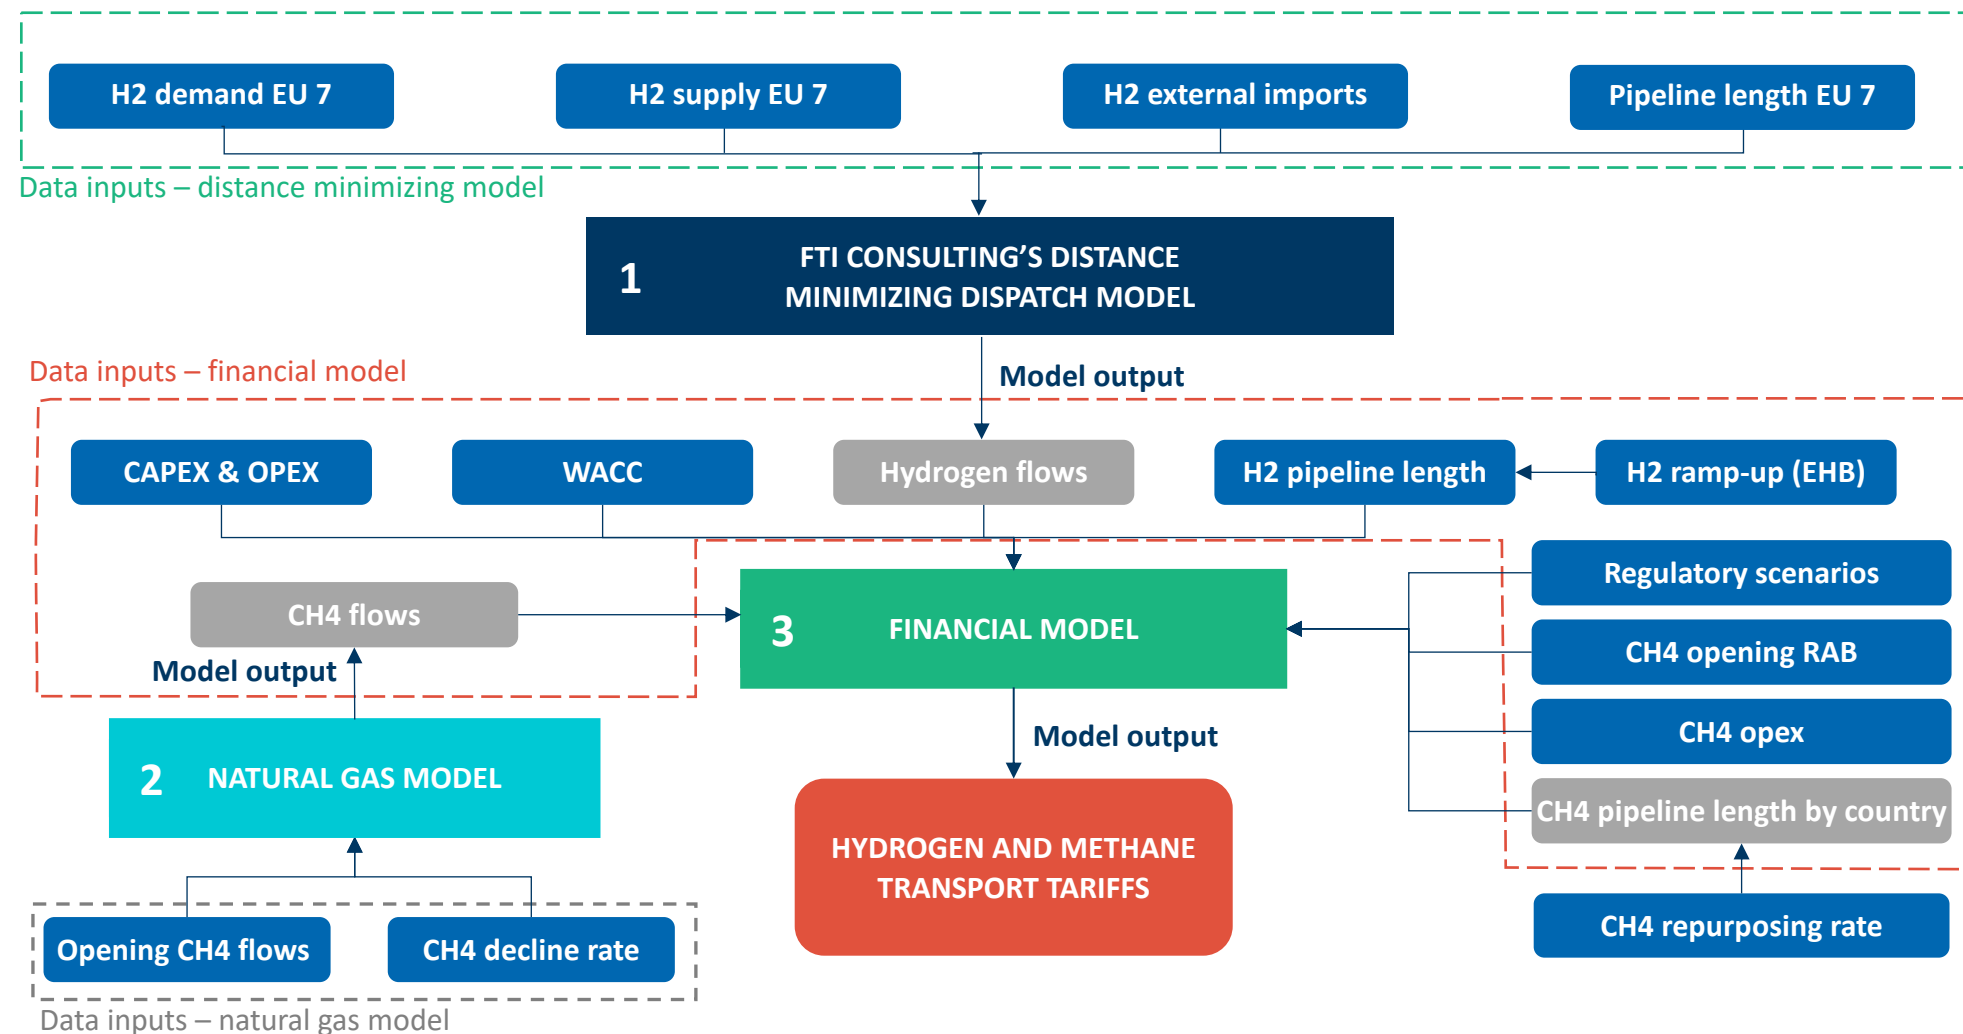 H2 demand EU 7
H2 supply EU 7
H2 external imports
Pipeline length EU 7
Data inputs – distance minimizing model
1
FTI CONSULTING’S DISTANCE
MINIMIZING DISPATCH MODEL
Data inputs – financial model
Model output
CAPEX & OPEX
WACC
Hydrogen flows
H2 pipeline length
H2 ramp-up (EHB)
CH4 flows
Model output
3
FINANCIAL MODEL
Regulatory scenarios
CH4 opening RAB
CH4 opex
CH4 pipeline length by country
CH4 repurposing rate
2
NATURAL GAS MODEL
Model output
HYDROGEN AND METHANE
TRANSPORT TARIFFS
Opening CH4 flows
CH4 decline rate
Data inputs – natural gas model